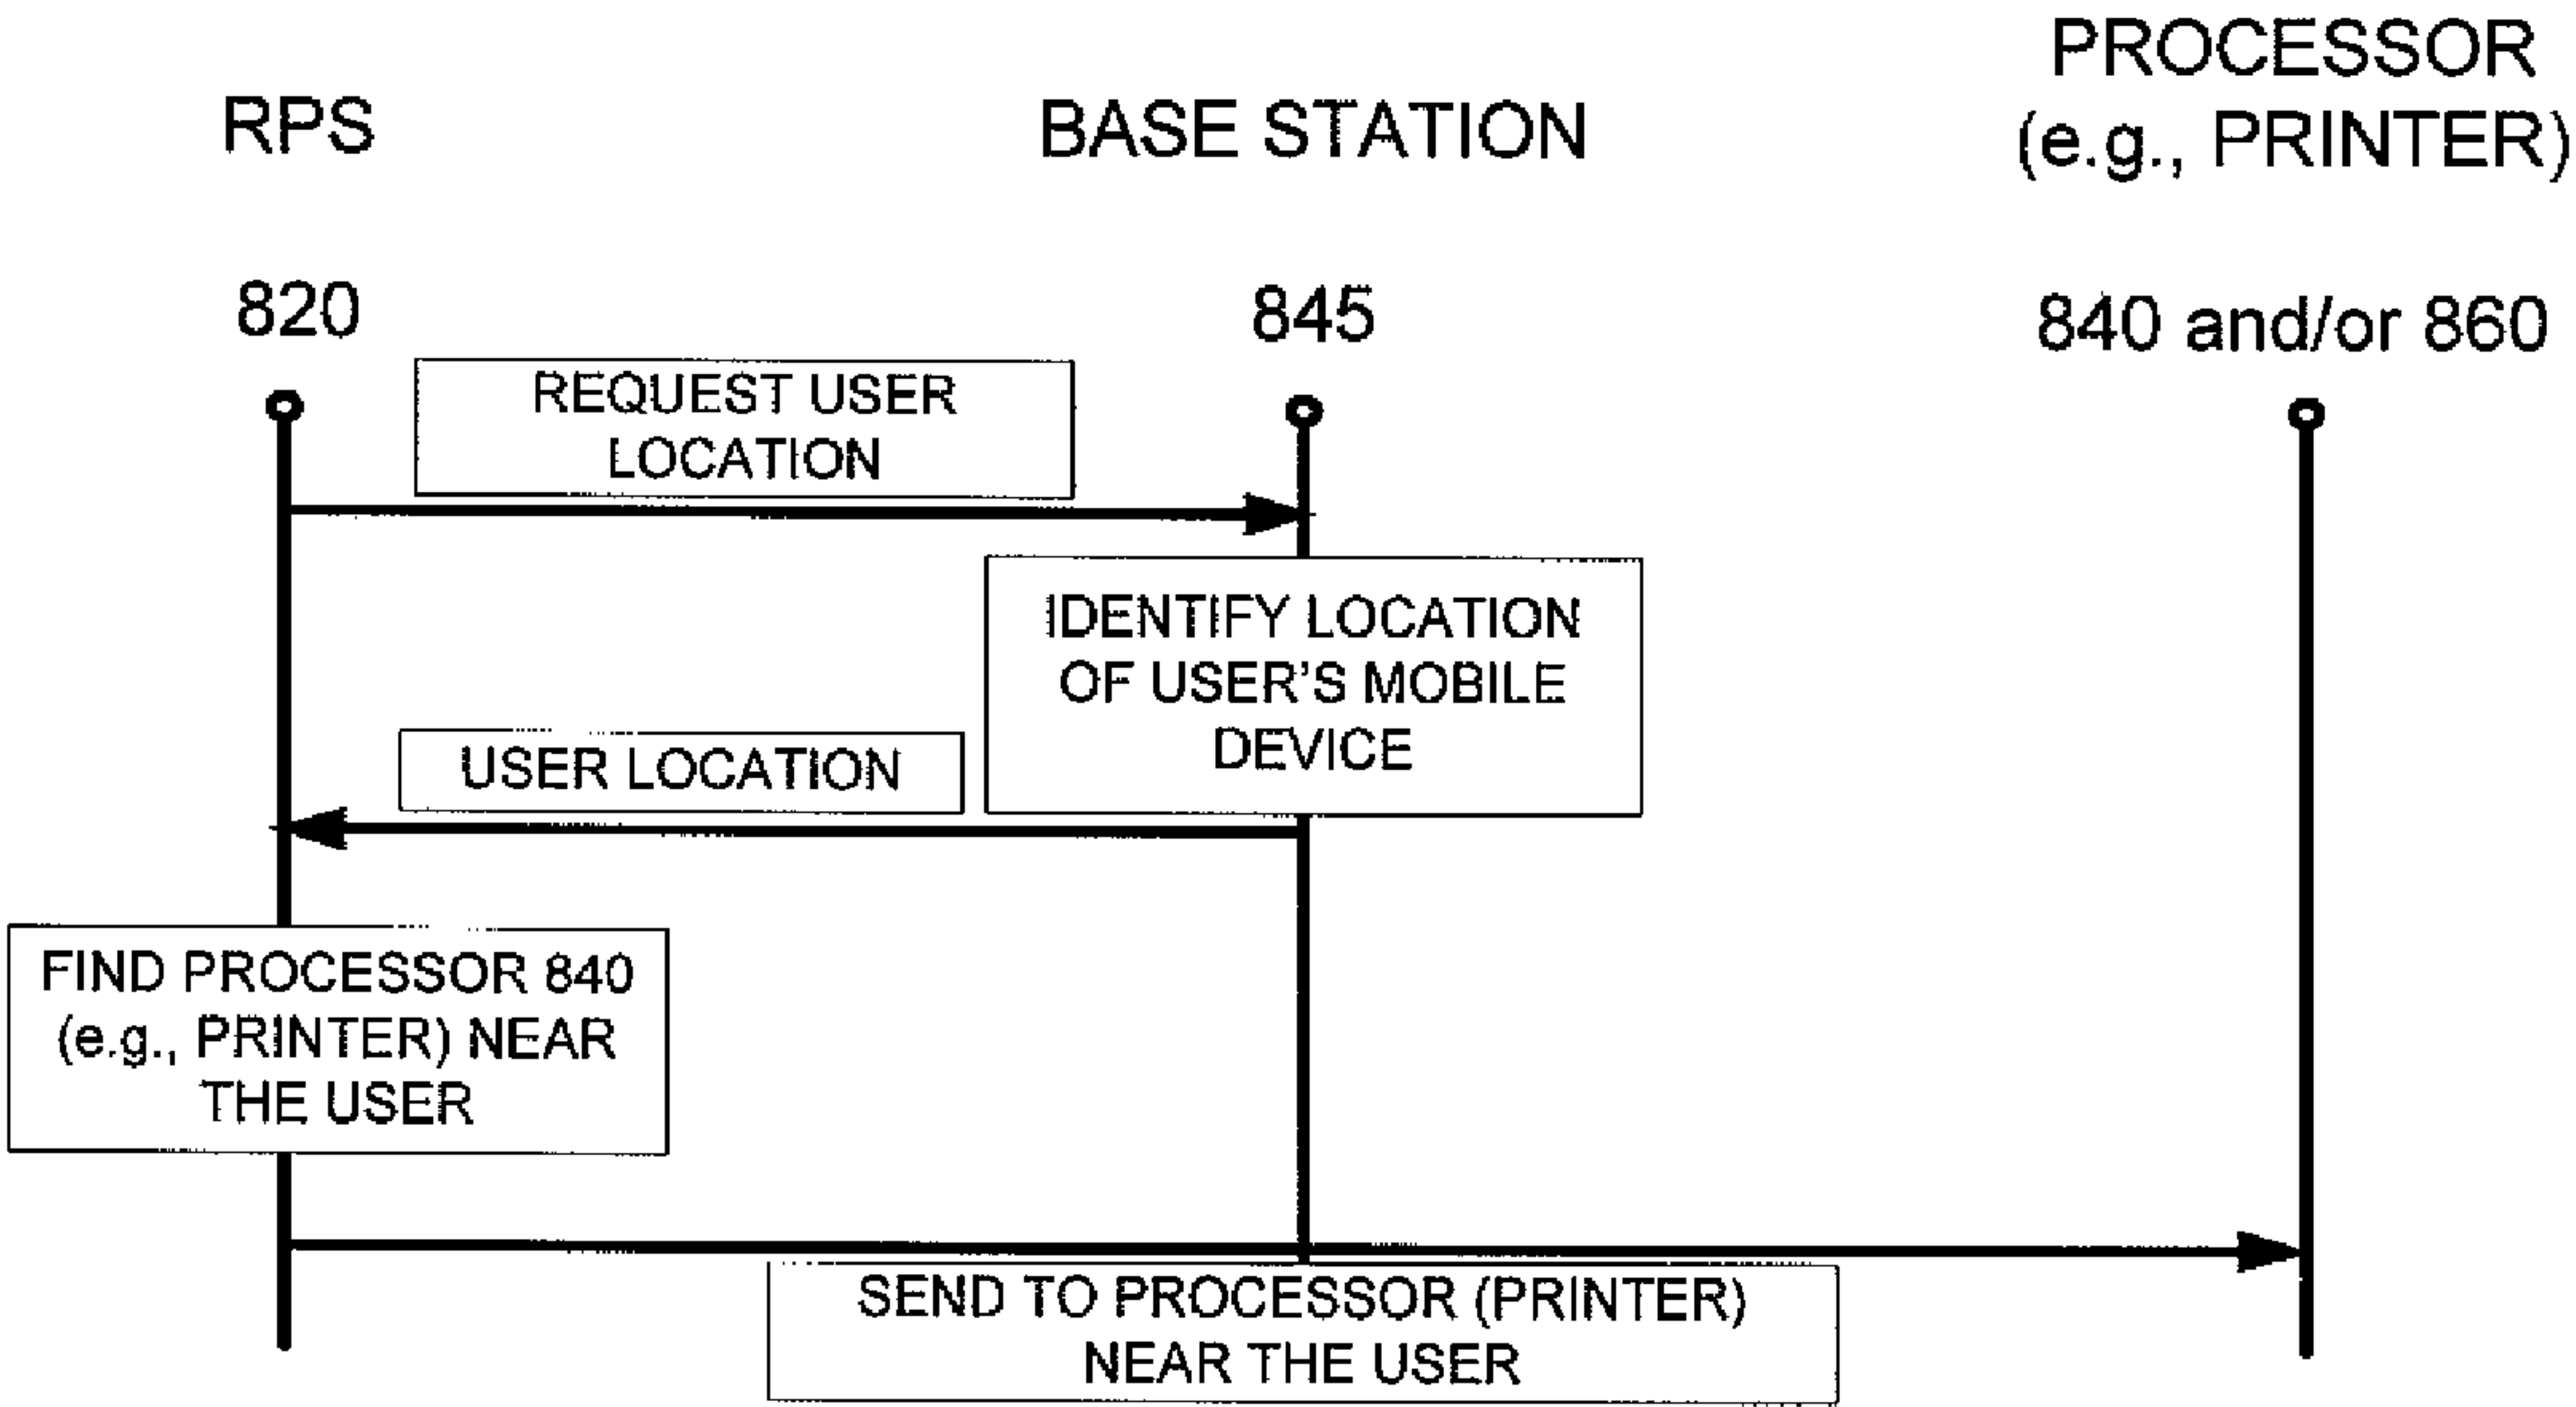 RPS
BASE STATION
PROCESSOR
(e.g., PRINTER)
820
845
840 and/or 860
REQUEST USER
LOCATION
IDENTIFY LOCATION
OF USER'S MOBILE
DEVICE
USER LOCATION
FIND PROCESSOR 840
(e.g., PRINTER) NEAR
THE USER
SEND TO PROCESSOR (PRINTER)
NEAR THE USER